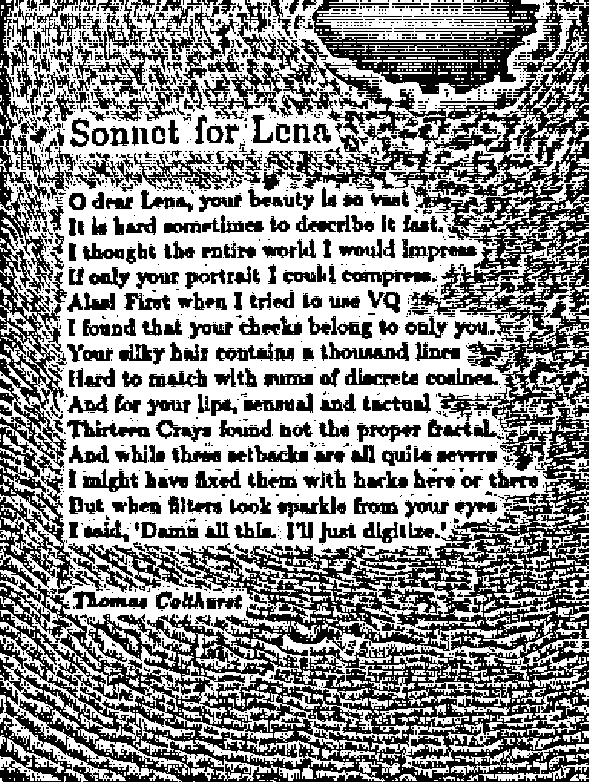 Sonnet for Lena
O dear Lena, your beauty is so vast
It is hard sometimes to describe it fast.
I thought the entire world I would impress
If only your portrait I could compress.
Alas! First when I tried to use VQ
I found that your cheeks belong to only you.
Your silky hair contains a thousand lines
Hard to match with sums of discrete cosines.
And for your lips, sensual and tactual
Thirteen Crays found not the proper fractal.
And while these setbacks are all quite severe
I might have fixed them with hacks here or there
But when filters took sparkle from your eyes
I said, 'Damn all this. I'll just digitize.'
Thomas Colthurst